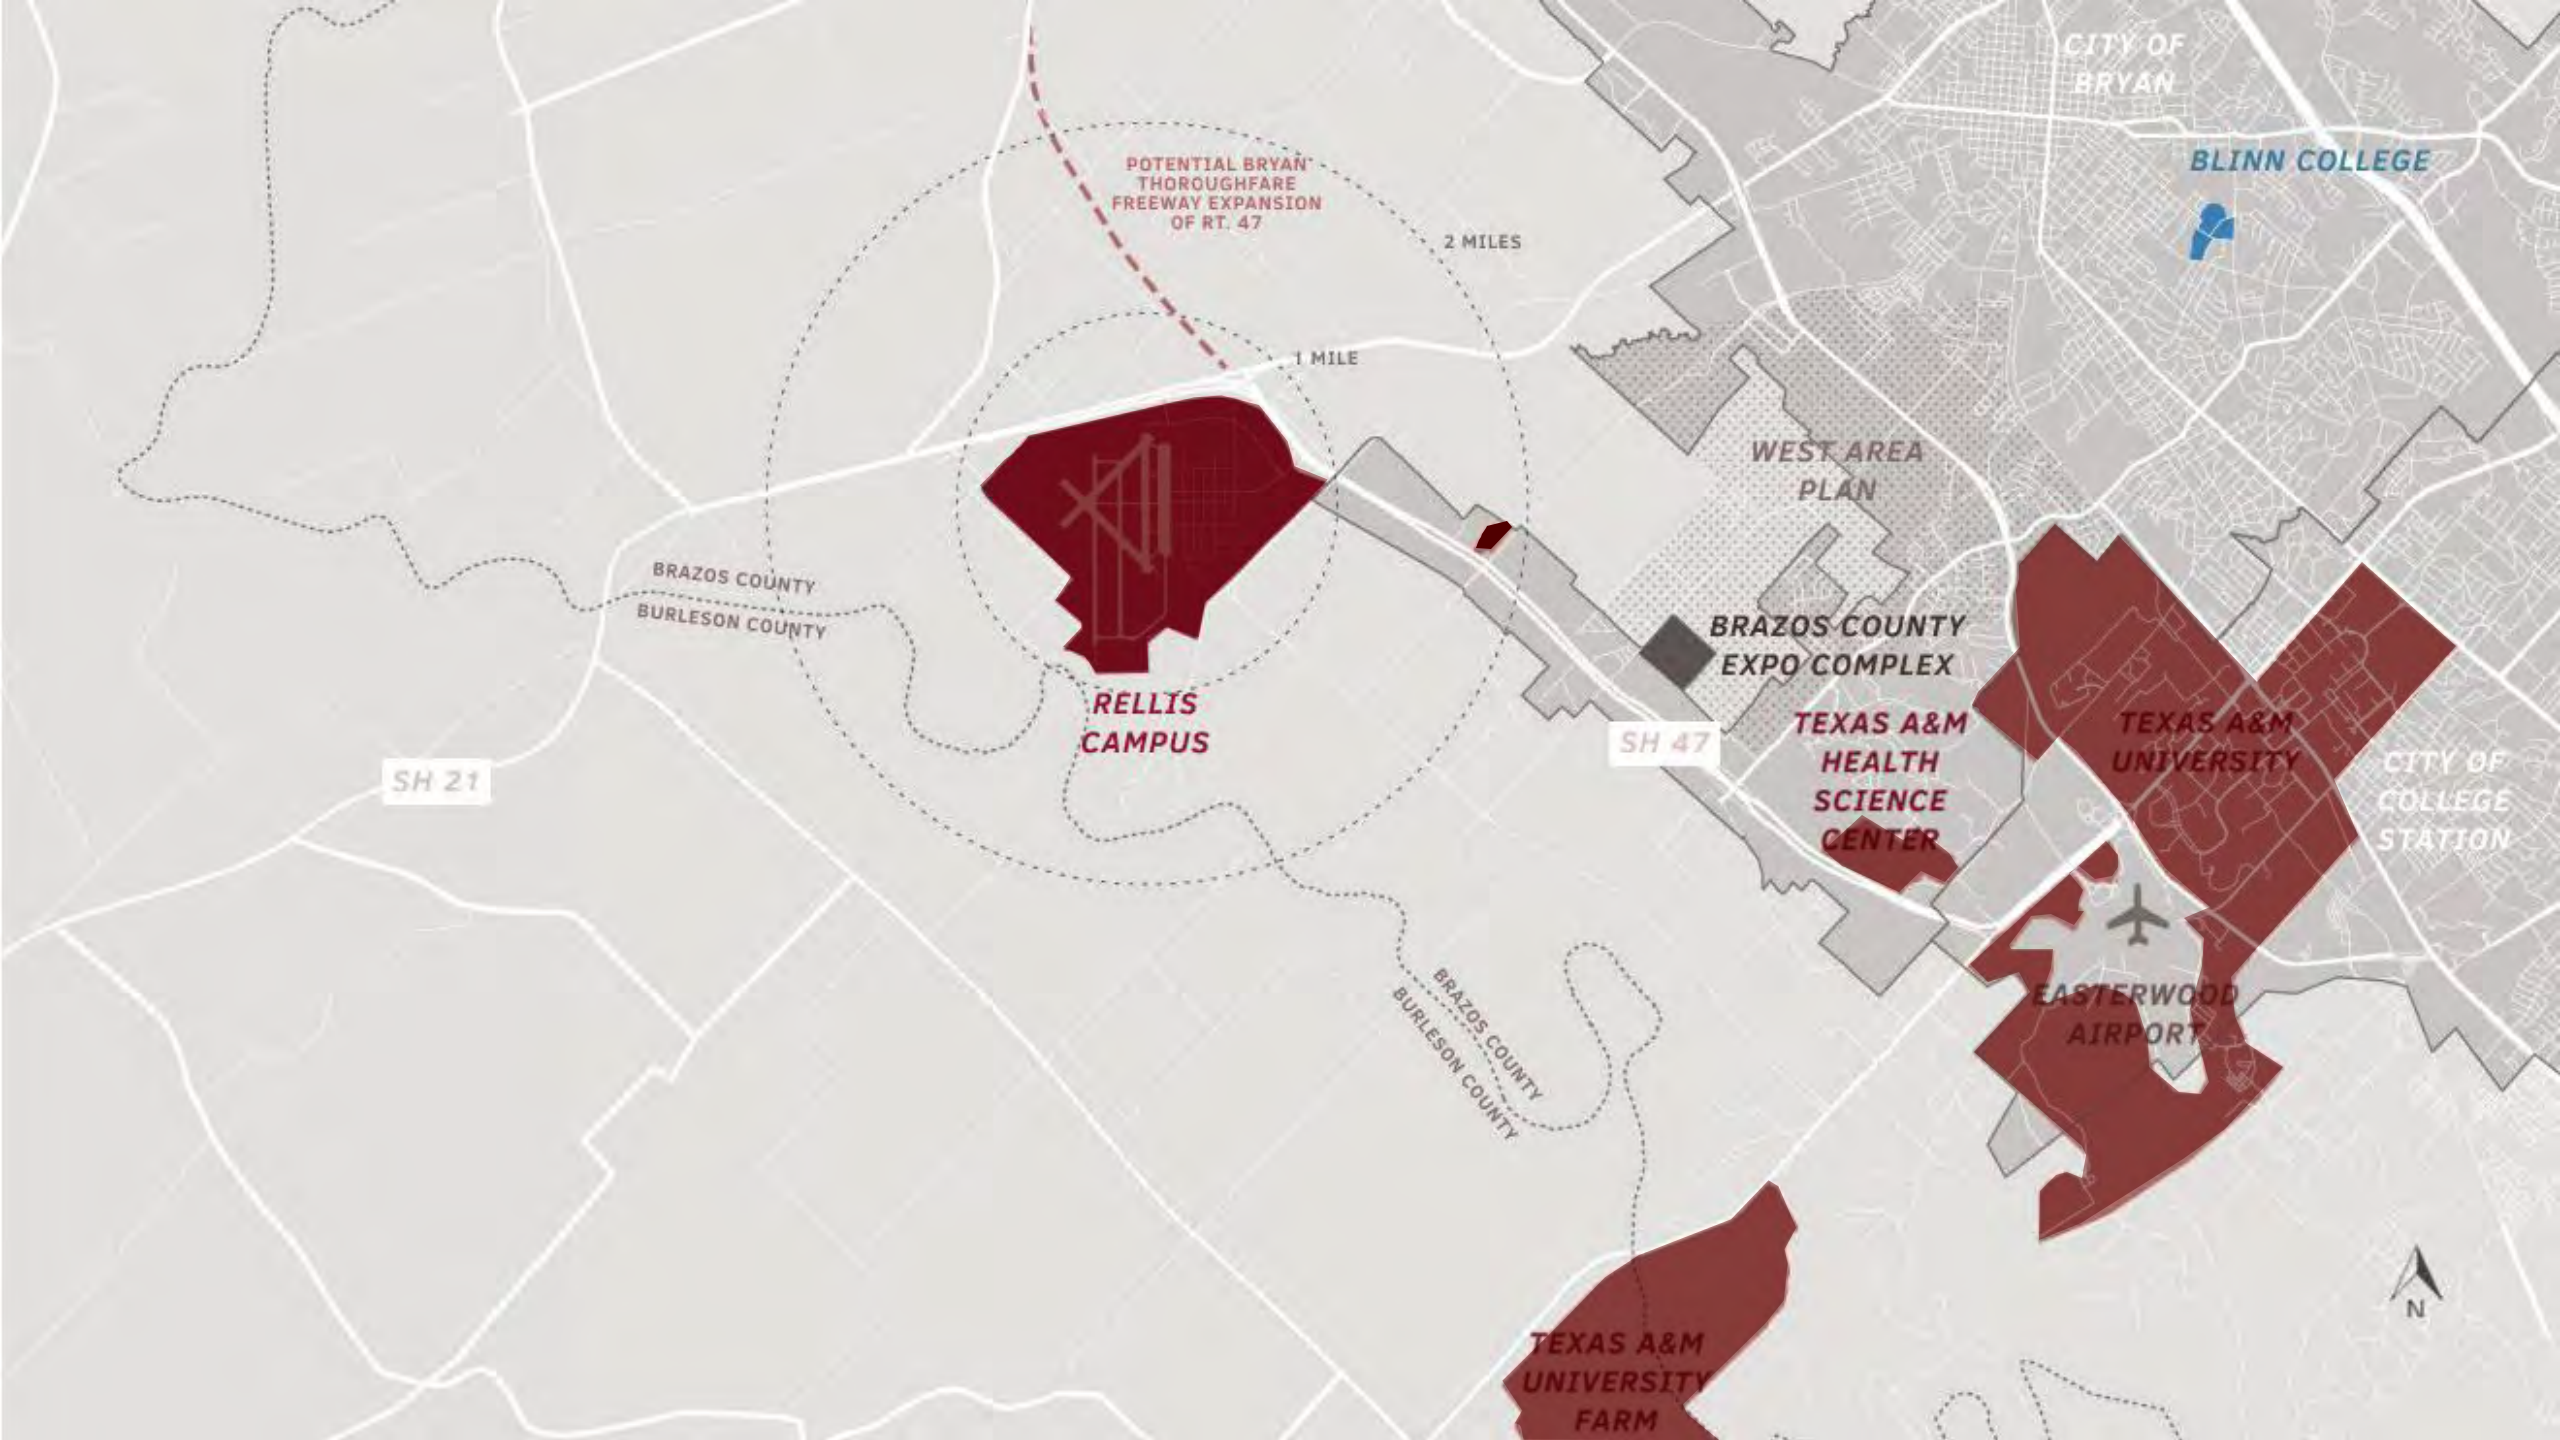 CITY OF
BRYAN
BLINN COLLEGE
POTENTIAL BRYAN
THOROUGHFARE
FREEWAY EXPANSION
OF RT. 47
2 MILES
1 MILE
WEST AREA
PLAN
BRAZOS COUNTY
BURLESON COUNTY
BRAZOS COUNTY
EXPO COMPLEX
RELLIS
CAMPUS
SH 47
SH 21
TEXAS A&M
HEALTH
SCIENCE
CENTER
TEXAS A&M
UNIVERSITY
CITY OF
COLLEGE
STATION
EASTERWOOD
AIRPORT
BRAZOS COUNTY
BURLESON COUNTY
TEXAS A&M
UNIVERSITY
FARM
N